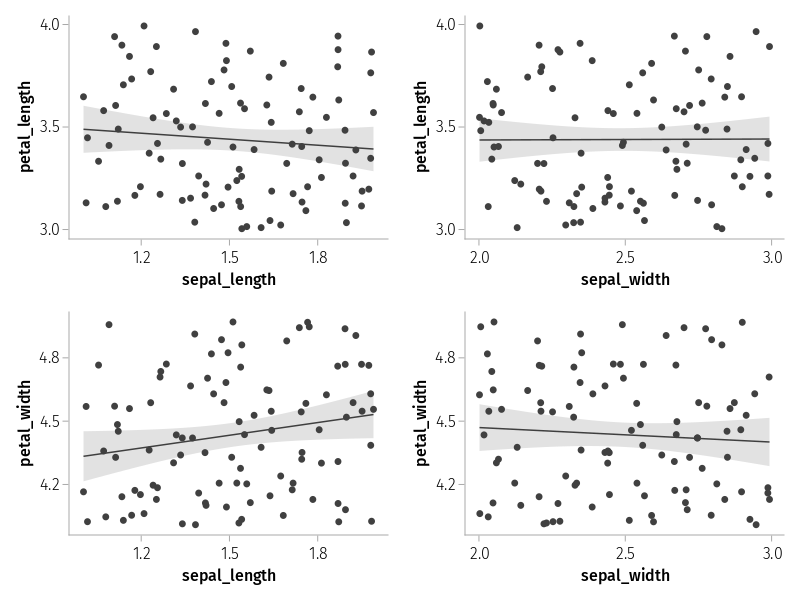 petal_length
4.0
3.5
3.0
1.2 1.5 1.8
sepal_length
petal_length
4.0
3.5
3.0
2.0 2.5 3.0
sepal_width
petal_width
4.8
4.5
4.2
1.2 1.5 1.8
sepal_length
petal_width
4.8
4.5
4.2
2.0 2.5 3.0
sepal_width